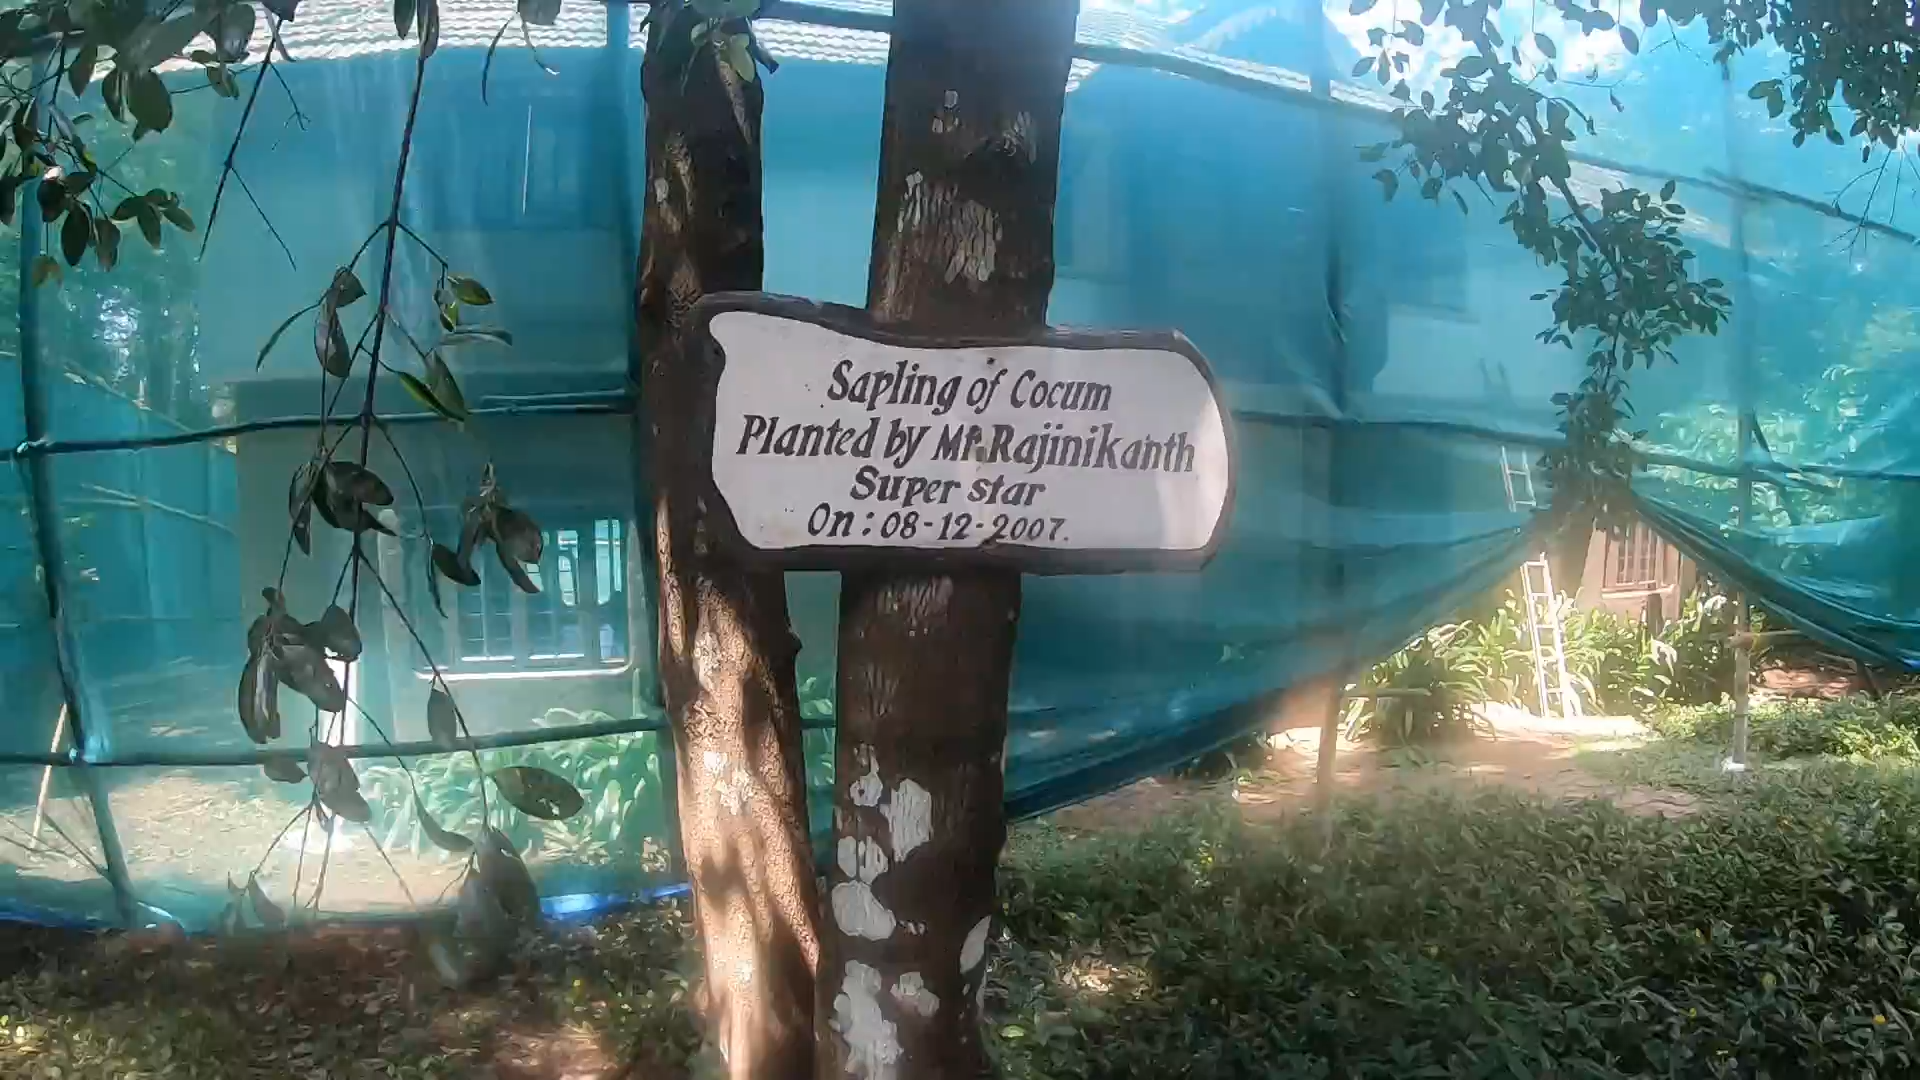 Sapling of Cocum
Planted by Mr.Rajinikanth
Super star
On : 08-12-2007.